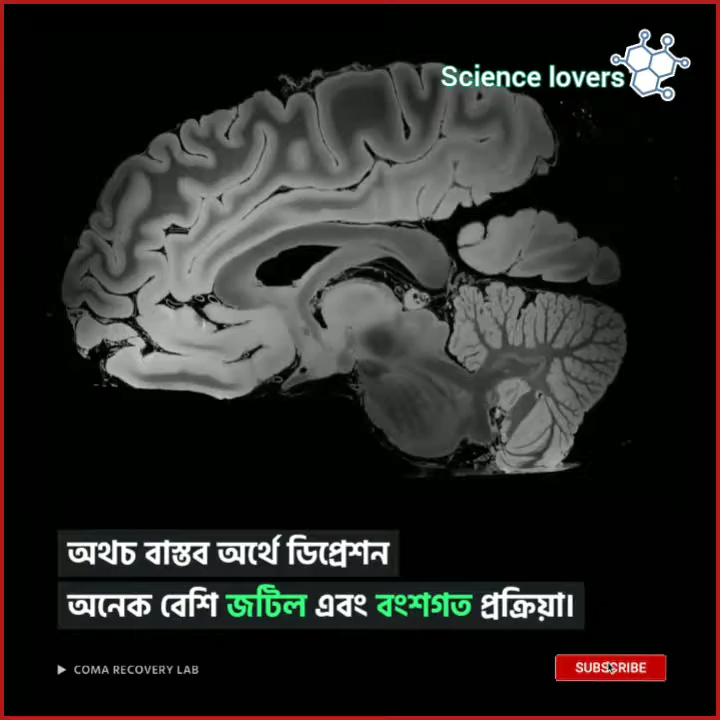 Science lovers
অথচ বাস্তব অর্থে ডিপ্রেশন
অনেক বেশি জটিল এবং বংশগত প্রক্রিয়া।
COMA RECOVERY LAB
SUBSCRIBE